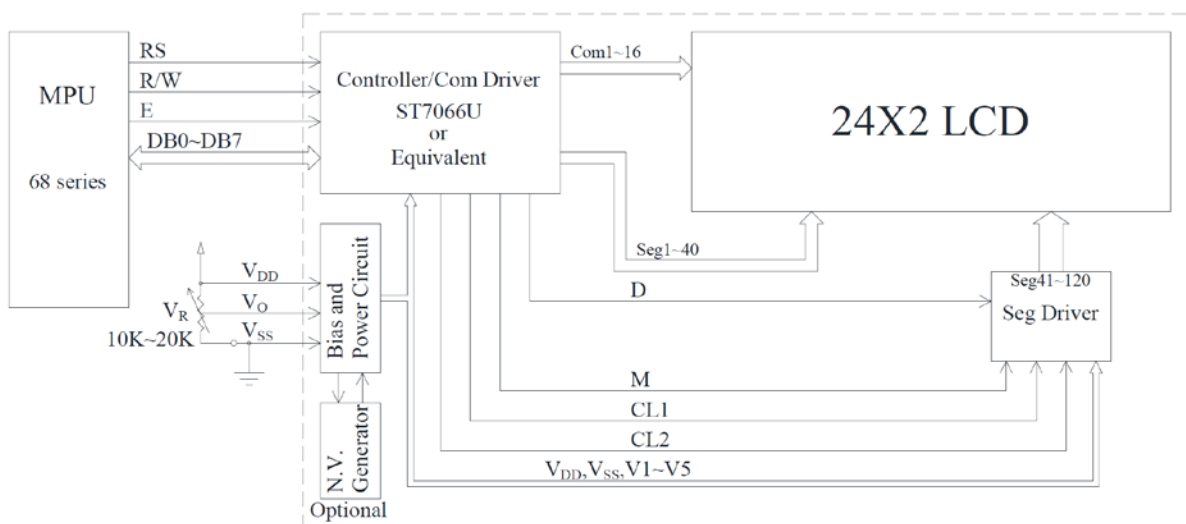 MPU
68 series
RS
R/W
E
DB0~DB7
Controller/Com Driver
ST7066U
or
Equivalent
Com1~16
24X2 LCD
Seg1~40
Seg41~120
Seg Driver
D
M
CL1
CL2
VDD,VSS,V1~V5
VDD
VO
VSS
VR
10K~20K
Bias and
Power Circuit
N.V.
Generator
Optional